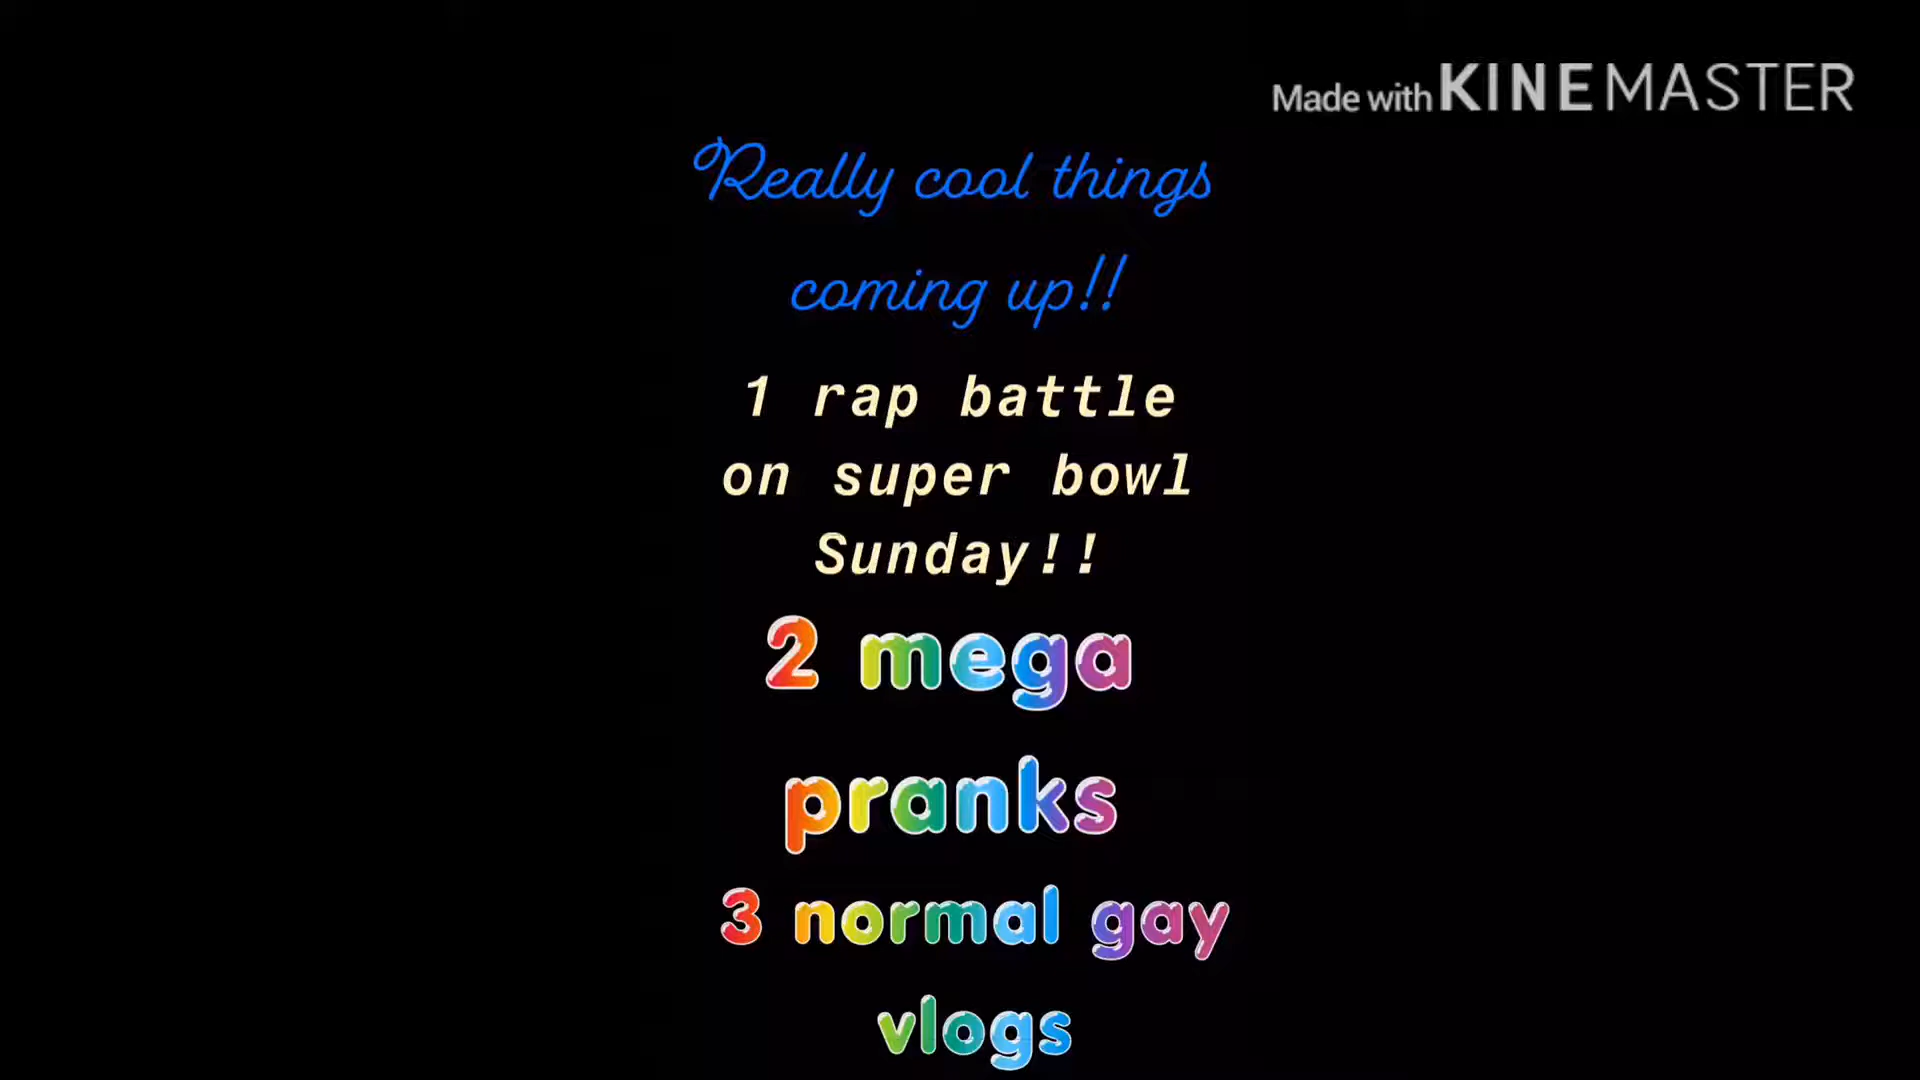 Made with KINEMASTER
Really cool things
coming up!!
1 rap battle
on super bowl
Sunday!!
2 mega
pranks
3 normal gay
vlogs